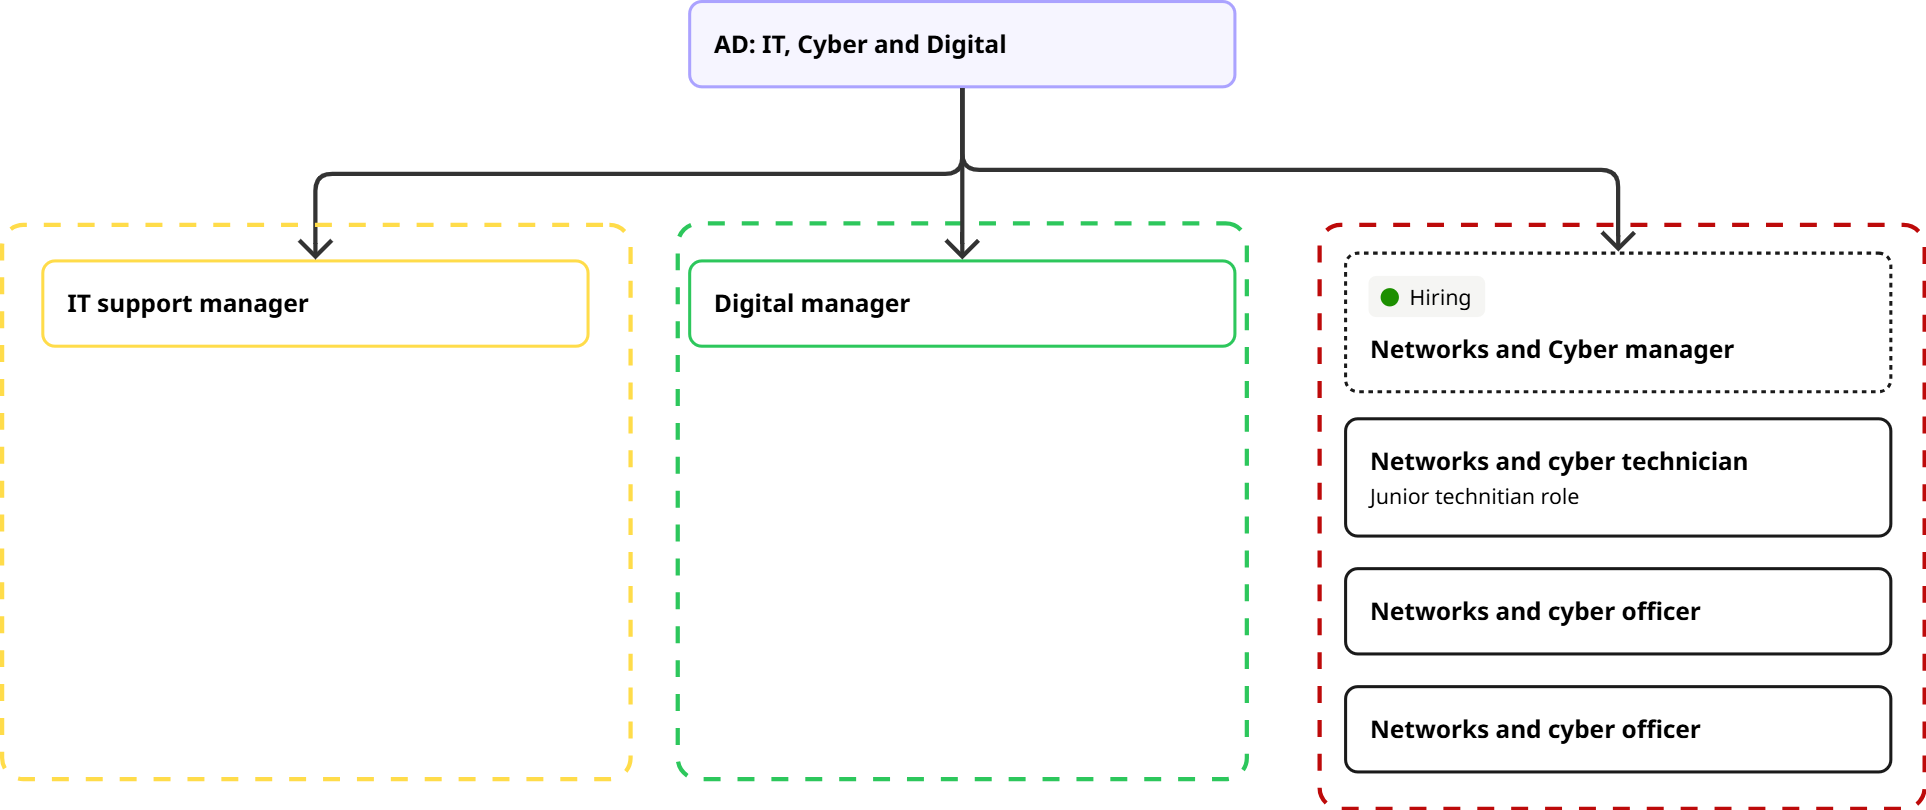 AD: IT, Cyber and Digital
IT support manager
Digital manager
Hiring
Networks and Cyber manager
Networks and cyber technician
Junior technitian role
Networks and cyber officer
Networks and cyber officer